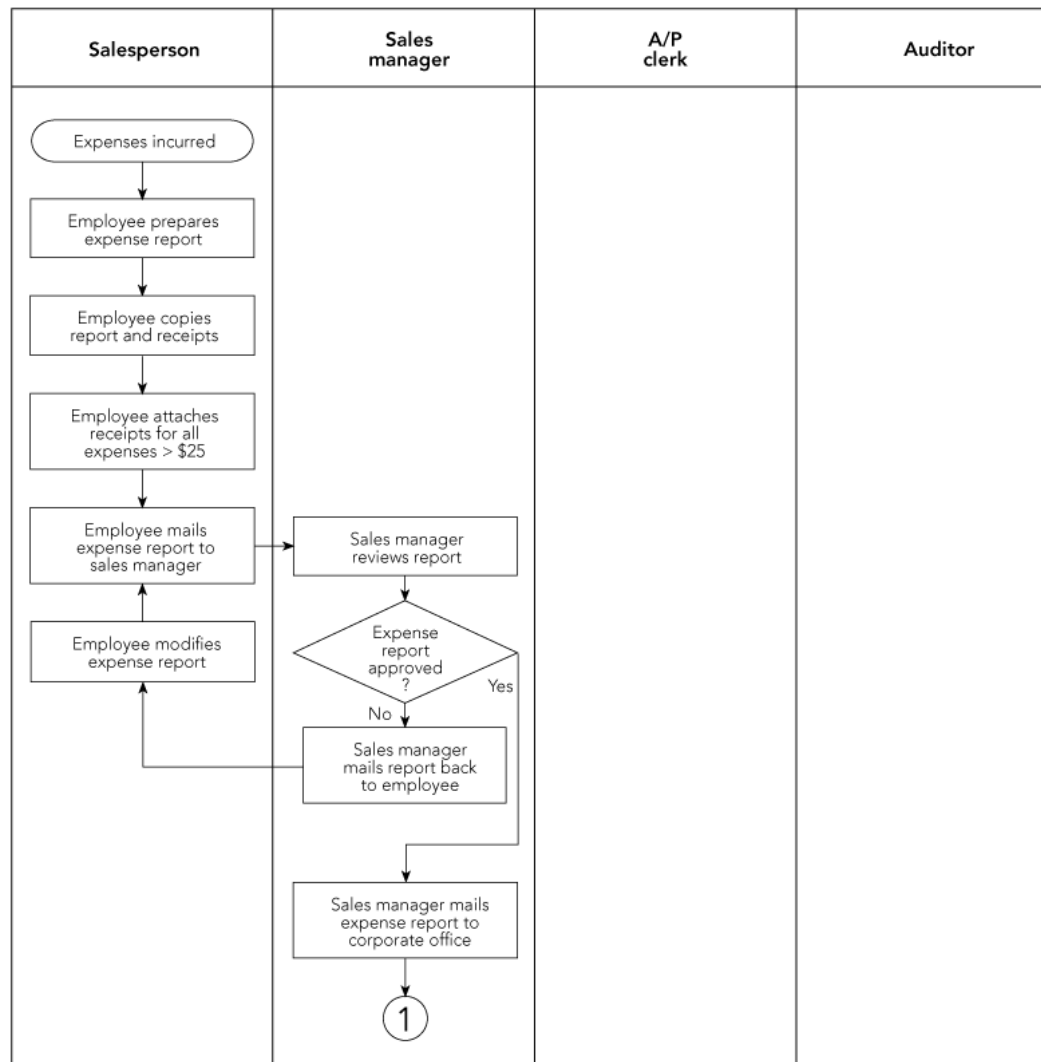 Salesperson
Sales
manager
A/P
clerk
Auditor
Expenses incurred
Employee prepares
expense report
Employee copies
report and receipts
Employee attaches
receipts for all
expenses > $25
Employee mails
expense report to
sales manager
Sales manager
reviews report
Employee modifies
expense report
Expense
report
approved
?
Yes
No
Sales manager
mails report back
to employee
Sales manager mails
expense report to
corporate office
1